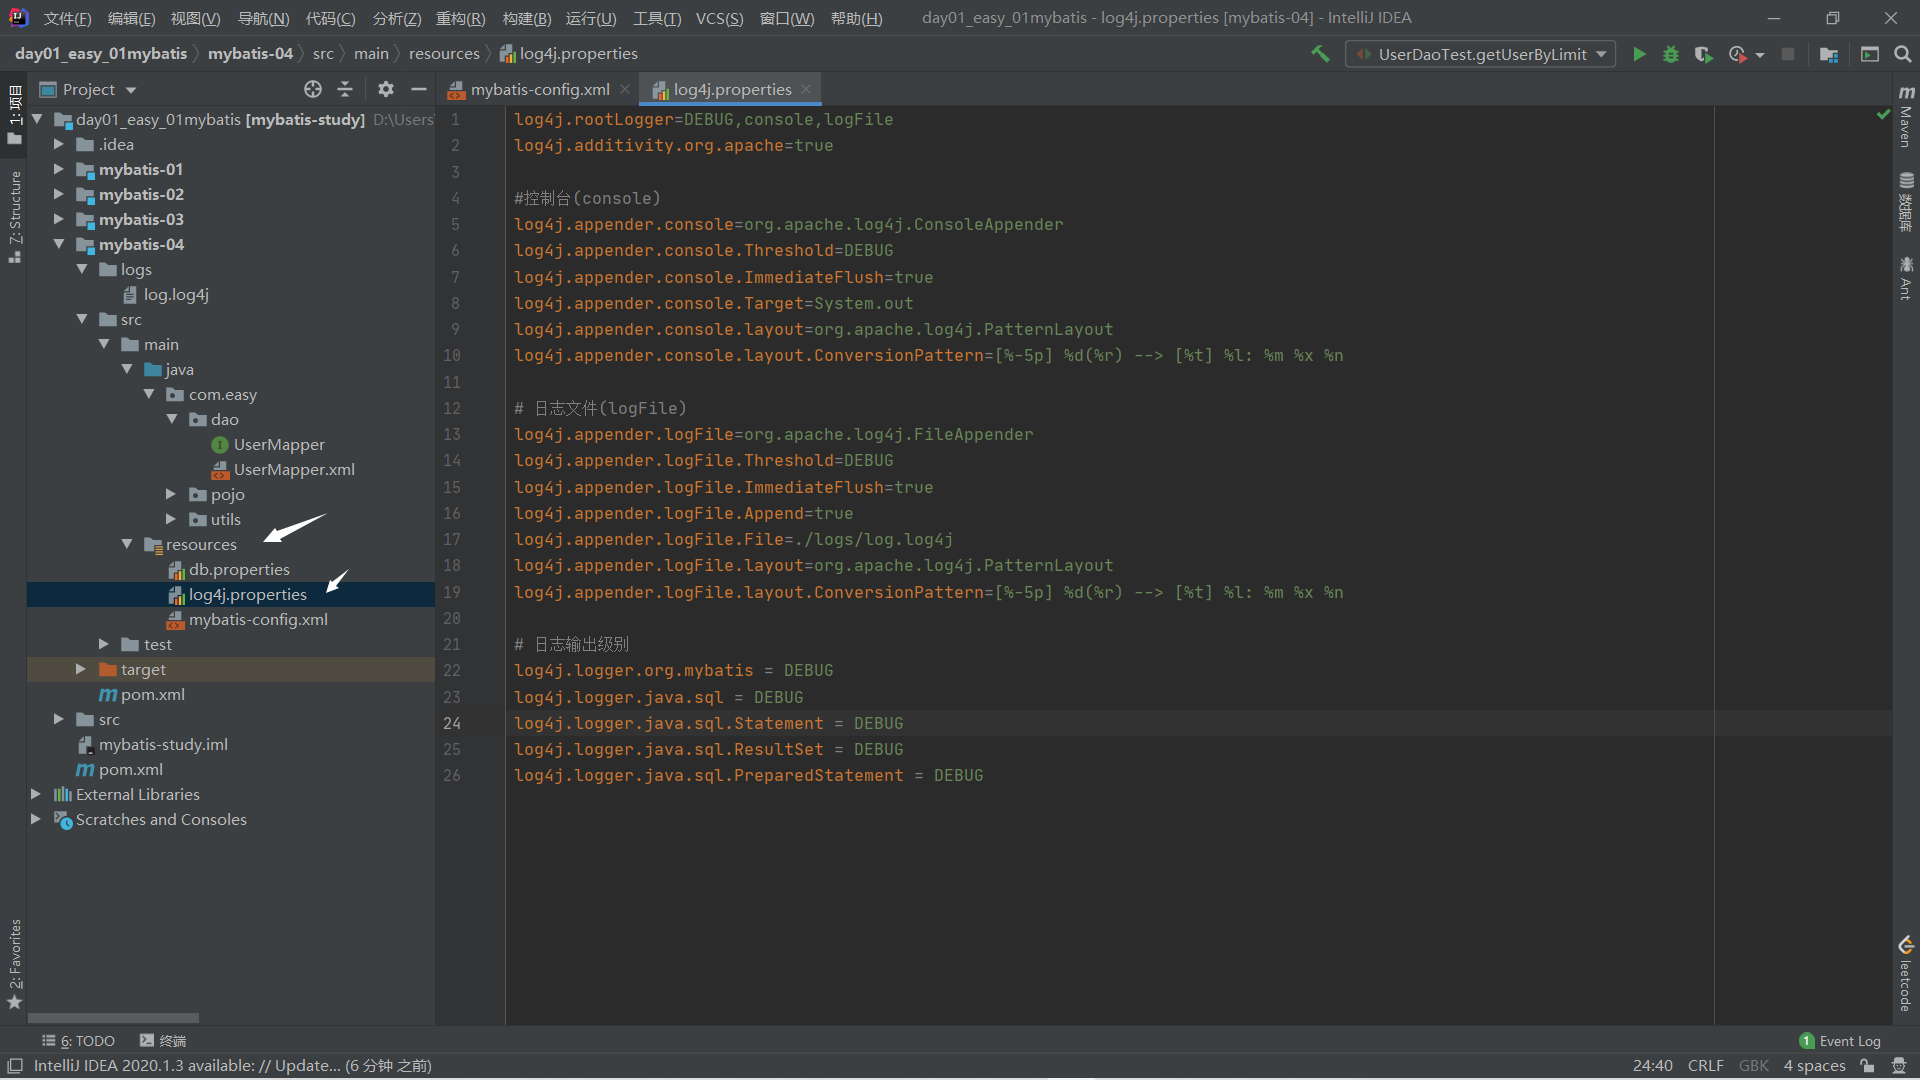 文件(F) 编辑(E) 视图(V) 导航(N) 代码(C) 分析(Z) 重构(R) 构建(B) 运行(U) 工具(T) VCS(S) 窗口(W) 帮助(H) day01_easy_01mybatis - log4j.properties [mybatis-04] - IntelliJ IDEA
day01_easy_01mybatis mybatis-04 src main resources log4j.properties UserDaoTest.getUserByLimit
Project
mybatis-config.xml log4j.properties
1: 项目
7: Structure
2: Favorites
day01_easy_01mybatis [mybatis-study] D:\Users
.idea
mybatis-01
mybatis-02
mybatis-03
mybatis-04
logs
log.log4j
src
main
java
com.easy
dao
UserMapper
UserMapper.xml
pojo
utils
resources
db.properties
log4j.properties
mybatis-config.xml
test
target
pom.xml
src
mybatis-study.iml
pom.xml
External Libraries
Scratches and Consoles
1 log4j.rootLogger=DEBUG,console,logFile
2 log4j.additivity.org.apache=true
3
4 #控制台(console)
5 log4j.appender.console=org.apache.log4j.ConsoleAppender
6 log4j.appender.console.Threshold=DEBUG
7 log4j.appender.console.ImmediateFlush=true
8 log4j.appender.console.Target=System.out
9 log4j.appender.console.layout=org.apache.log4j.PatternLayout
10 log4j.appender.console.layout.ConversionPattern=[%-5p] %d(%r) --> [%t] %l: %m %x %n
11
12 # 日志文件(logFile)
13 log4j.appender.logFile=org.apache.log4j.FileAppender
14 log4j.appender.logFile.Threshold=DEBUG
15 log4j.appender.logFile.ImmediateFlush=true
16 log4j.appender.logFile.Append=true
17 log4j.appender.logFile.File=./logs/log.log4j
18 log4j.appender.logFile.layout=org.apache.log4j.PatternLayout
19 log4j.appender.logFile.layout.ConversionPattern=[%-5p] %d(%r) --> [%t] %l: %m %x %n
20
21 # 日志输出级别
22 log4j.logger.org.mybatis = DEBUG
23 log4j.logger.java.sql = DEBUG
24 log4j.logger.java.sql.Statement = DEBUG
25 log4j.logger.java.sql.ResultSet = DEBUG
26 log4j.logger.java.sql.PreparedStatement = DEBUG
Maven
数据库
Ant
leetcode
6: TODO 终端 1 Event Log
IntelliJ IDEA 2020.1.3 available: // Update... (6 分钟 之前) 24:40 CRLF GBK 4 spaces